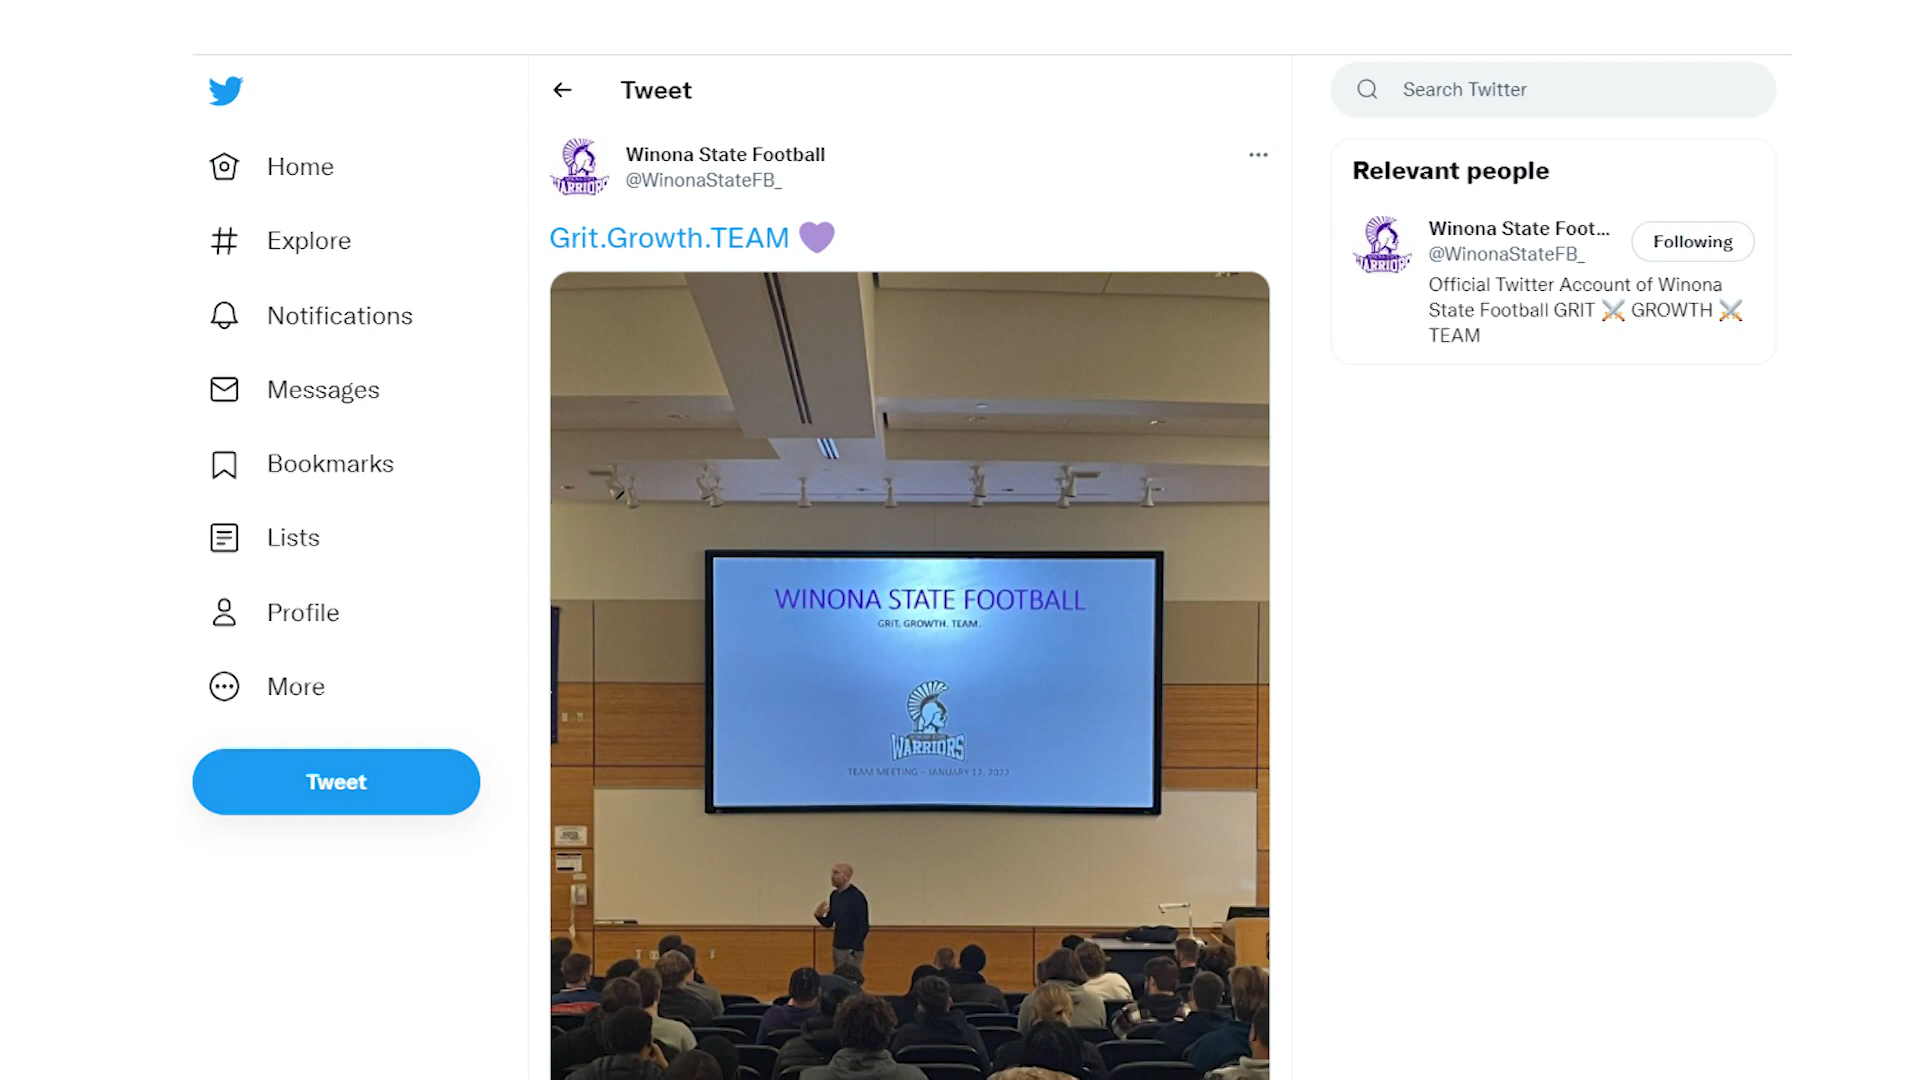 Home
Explore
Notifications
Messages
Bookmarks
Lists
Profile
More
Tweet
Tweet
Winona State Football
@WinonaStateFB_
Grit.Growth.TEAM 💜
WARRIORS
WINONA STATE FOOTBALL
GRIT. GROWTH. TEAM.
WARRIORS
TEAM MEETING – JANUARY 12, 2022
Search Twitter
Relevant people
WARRIORS
Winona State Foot...
@WinonaStateFB_
Following
Official Twitter Account of Winona
State Football GRIT ⚔️ GROWTH ⚔️
TEAM